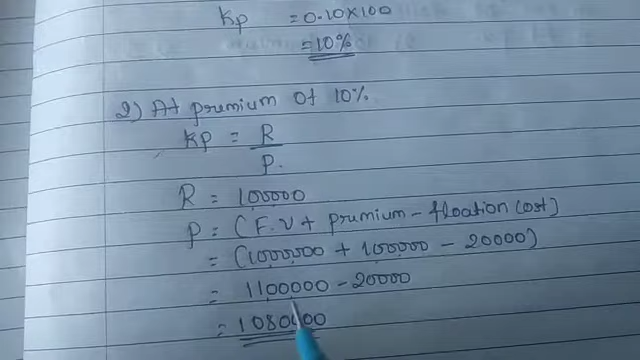 Kp = 0.10×100
= 10%
2) At premium of 10%
Kp = R
P.
R = 100000
P = (F.V + premium - floation cost)
= (1000000 + 100000 - 20000)
= 1100000 - 20000
= 1080000